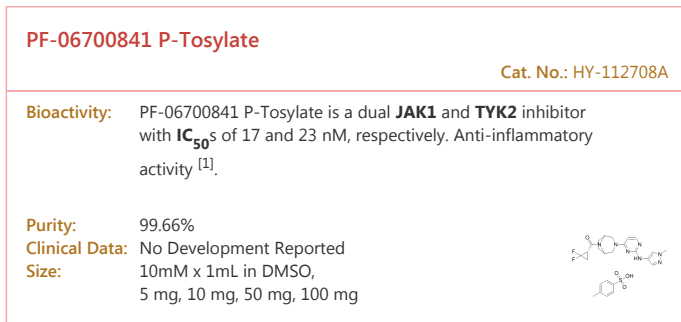 PF-06700841 P-Tosylate
Cat. No.: HY-112708A
Bioactivity: PF-06700841 P-Tosylate is a dual JAK1 and TYK2 inhibitor
with IC50s of 17 and 23 nM, respectively. Anti-inflammatory
activity [1].
Purity: 99.66%
Clinical Data: No Development Reported
Size: 10mM x 1mL in DMSO,
5 mg, 10 mg, 50 mg, 100 mg